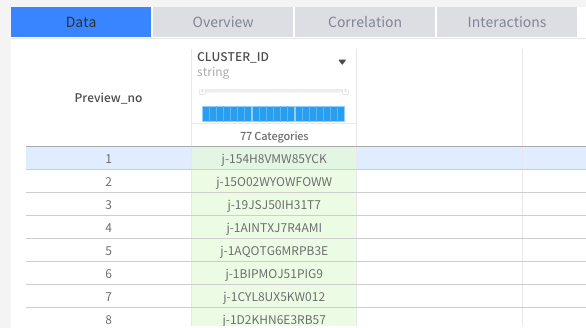 Data Overview Correlation Interactions
CLUSTER_ID
string
Preview_no
77 Categories
1 j-154H8VMW85YCK
2 j-15O02WYOWFOWW
3 j-19JSJ50IH31T7
4 j-1AINTXJ7R4AMI
5 j-1AQOTG6MRPB3E
6 j-1BIPMOJ51PIG9
7 j-1CYL8UX5KW012
8 j-1D2KHN6E3RB57